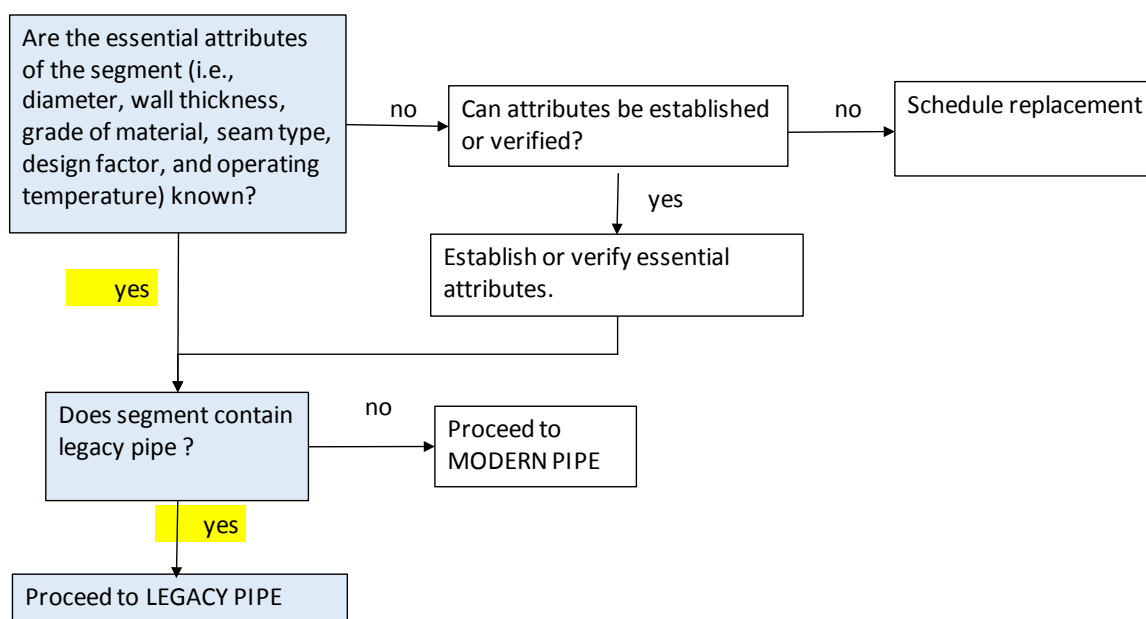 Are the essential attributes
of the segment (i.e.,
diameter, wall thickness,
grade of material, seam type,
design factor, and operating
temperature) known?
no
Can attributes be established
or verified?
no
Schedule replacement
yes
Establish or verify essential
attributes.
yes
Does segment contain
legacy pipe ?
no
Proceed to
MODERN PIPE
yes
Proceed to LEGACY PIPE